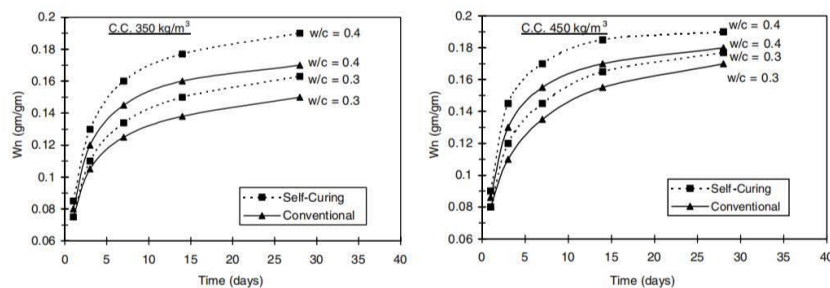 C.C. 350 kg/m³
Wn (gm/gm)
0.2
0.18
0.16
0.14
0.12
0.1
0.08
0.06
w/c = 0.4
w/c = 0.4
w/c = 0.3
w/c = 0.3
Self-Curing
Conventional
0 5 10 15 20 25 30 35 40
Time (days)
C.C. 450 kg/m³
Wn (gm/gm)
0.2
0.18
0.16
0.14
0.12
0.1
0.08
0.06
w/c = 0.4
w/c = 0.4
w/c = 0.3
w/c = 0.3
Self-Curing
Conventional
0 5 10 15 20 25 30 35 40
Time (days)